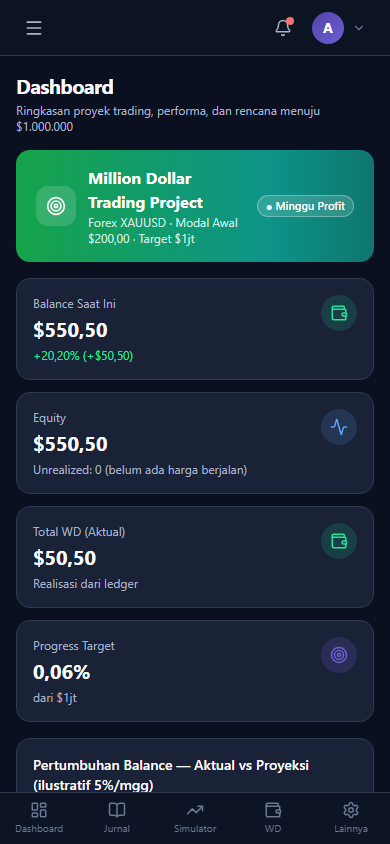 A
Dashboard
Ringkasan proyek trading, performa, dan rencana menuju
$1.000.000
Million Dollar
Trading Project
Forex XAUUSD · Modal Awal
$200,00 · Target $1jt
● Minggu Profit
Balance Saat Ini
$550,50
+20,20% (+$50,50)
Equity
$550,50
Unrealized: 0 (belum ada harga berjalan)
Total WD (Aktual)
$50,50
Realisasi dari ledger
Progress Target
0,06%
dari $1jt
Pertumbuhan Balance — Aktual vs Proyeksi
(ilustratif 5%/mgg)
Dashboard
Jurnal
Simulator
WD
Lainnya